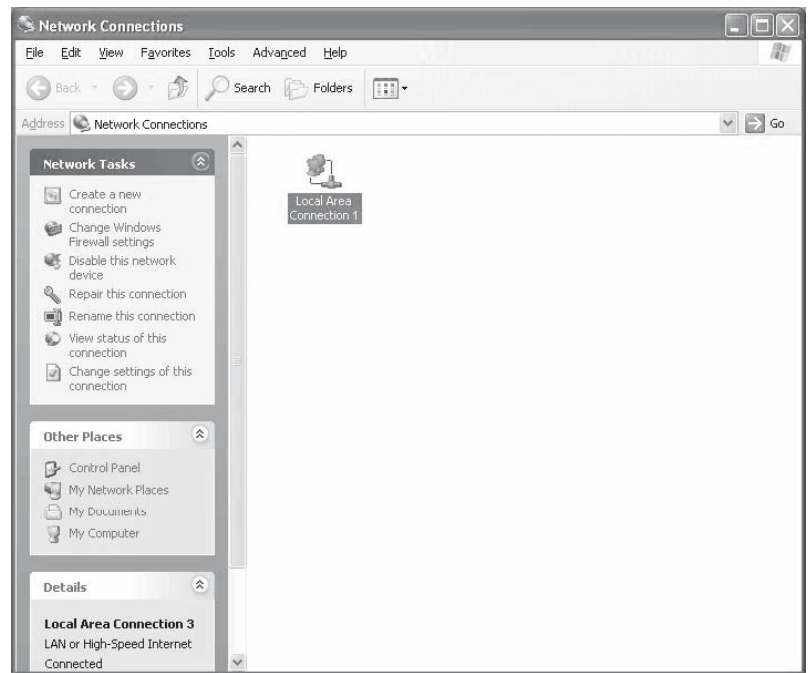 Network Connections
File Edit View Favorites Tools Advanced Help
Back Search Folders
Address Network Connections Go
Network Tasks
Create a new
connection
Change Windows
Firewall settings
Disable this network
device
Repair this connection
Rename this connection
View status of this
connection
Change settings of this
connection
Other Places
Control Panel
My Network Places
My Documents
My Computer
Details
Local Area Connection 3
LAN or High-Speed Internet
Connected
Local Area
Connection 1